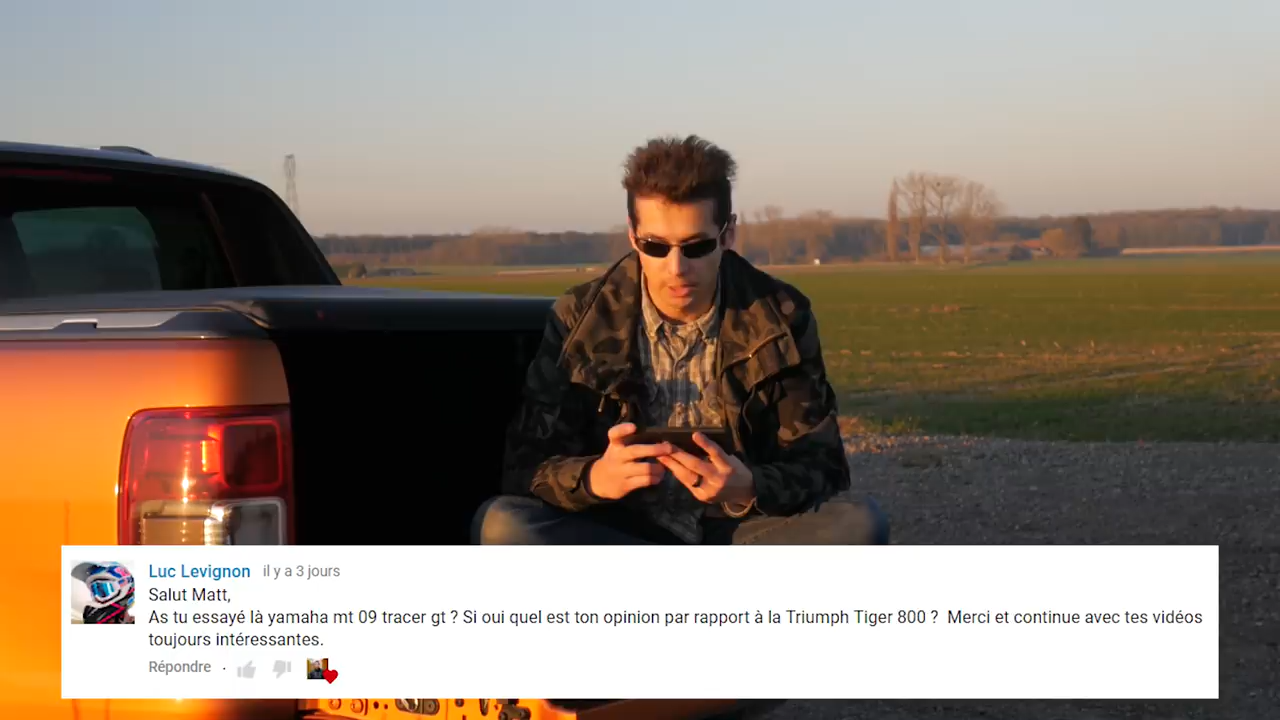 Luc Levignon il y a 3 jours
Salut Matt,
As tu essayé là yamaha mt 09 tracer gt ? Si oui quel est ton opinion par rapport à la Triumph Tiger 800 ? Merci et continue avec tes vidéos
toujours intéressantes.
Répondre ·